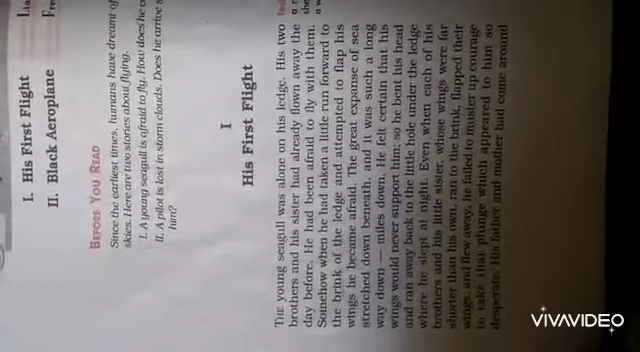 I. His First Flight
II. Black Aeroplane
BEFORE YOU READ
Since the earliest times, humans have dreamt of
skies. Here are two stories about flying.
I. A young seagull is afraid to fly. How does he
II. A pilot is lost in storm clouds. Does he arrive s
him?
I
His First Flight
THE young seagull was alone on his ledge. His two
brothers and his sister had already flown away the
day before. He had been afraid to fly with them.
Somehow when he had taken a little run forward to
the brink of the ledge and attempted to flap his
wings he became afraid. The great expanse of sea
stretched down beneath, and it was such a long
way down — miles down. He felt certain that his
wings would never support him; so he bent his head
and ran away back to the little hole under the ledge
where he slept at night. Even when each of his
brothers and his little sister, whose wings were far
shorter than his own, ran to the brink, flapped their
wings, and flew away, he failed to muster up courage
to take that plunge which appeared to him so
desperate. His father and mother had come around
VIVAVIDEO